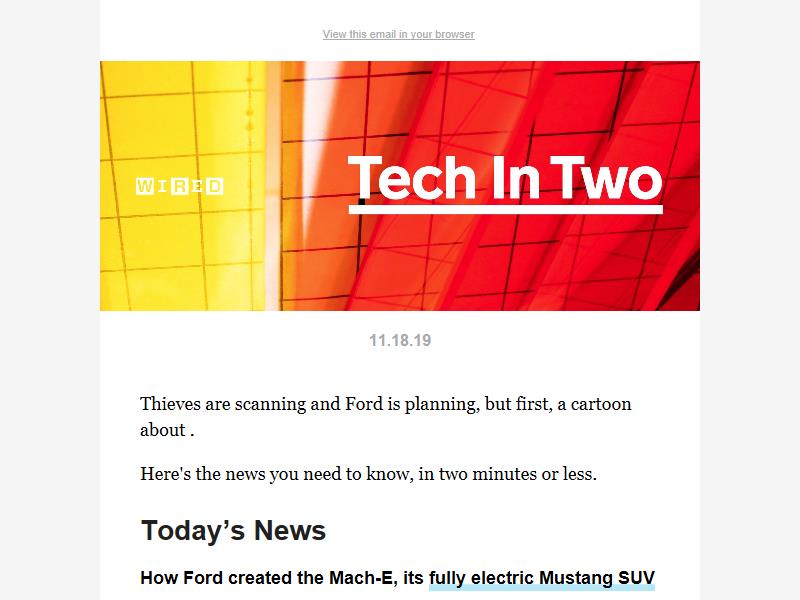 View this email in your browser
WIRED
Tech In Two
11.18.19
Thieves are scanning and Ford is planning, but first, a cartoon
about .
Here's the news you need to know, in two minutes or less.
Today’s News
How Ford created the Mach-E, its fully electric Mustang SUV